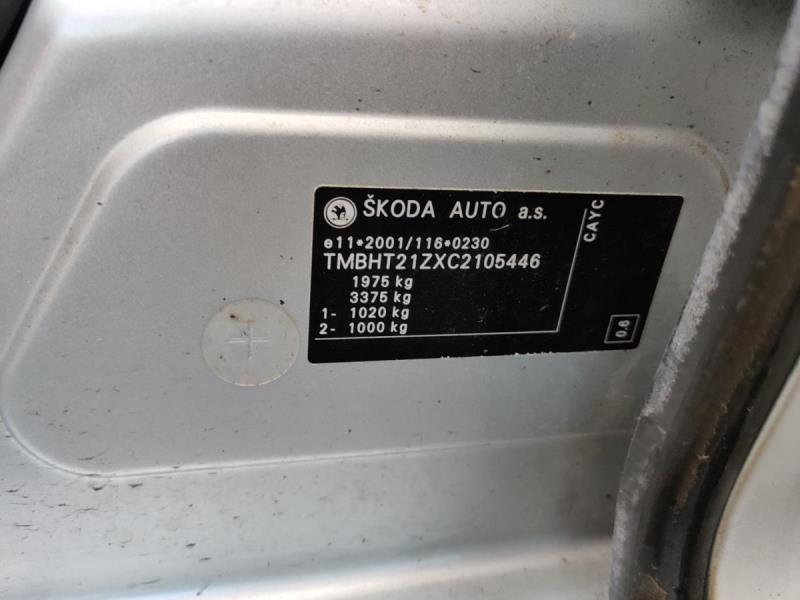 ŠKODA AUTO a.s.
e11*2001/116*0230
TMBHT21ZXC2105446
1975 kg
3375 kg
1- 1020 kg
2- 1000 kg
CAYC
0.6